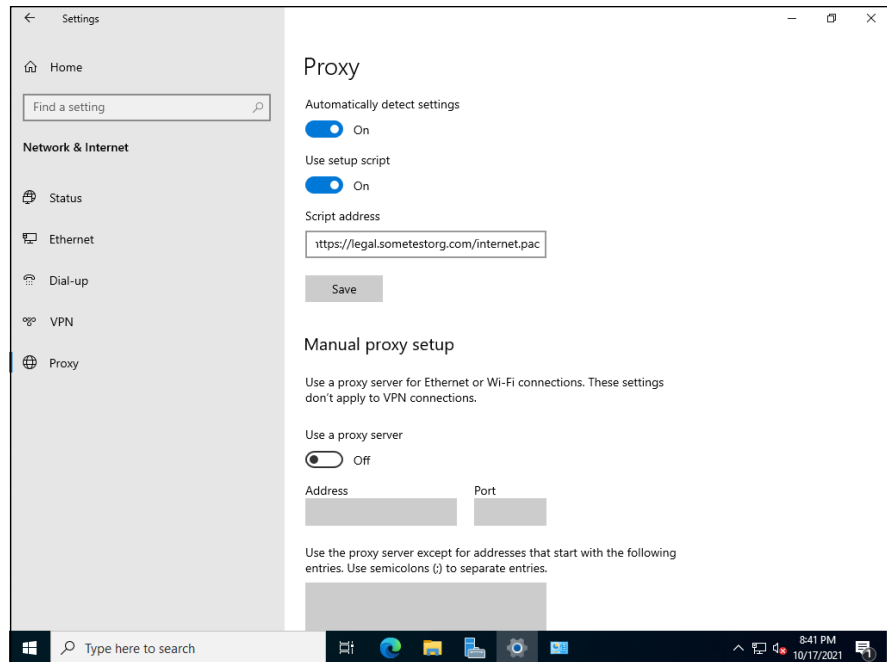 Settings
Home
Find a setting
Network & Internet
Status
Ethernet
Dial-up
VPN
Proxy
Proxy
Automatically detect settings
On
Use setup script
On
Script address
ttps://legal.sometestorg.com/internet.pac
Save
Manual proxy setup
Use a proxy server for Ethernet or Wi-Fi connections. These settings
don't apply to VPN connections.
Use a proxy server
Off
Address Port
Use the proxy server except for addresses that start with the following
entries. Use semicolons (;) to separate entries.
Type here to search
8:41 PM
10/17/2021
1